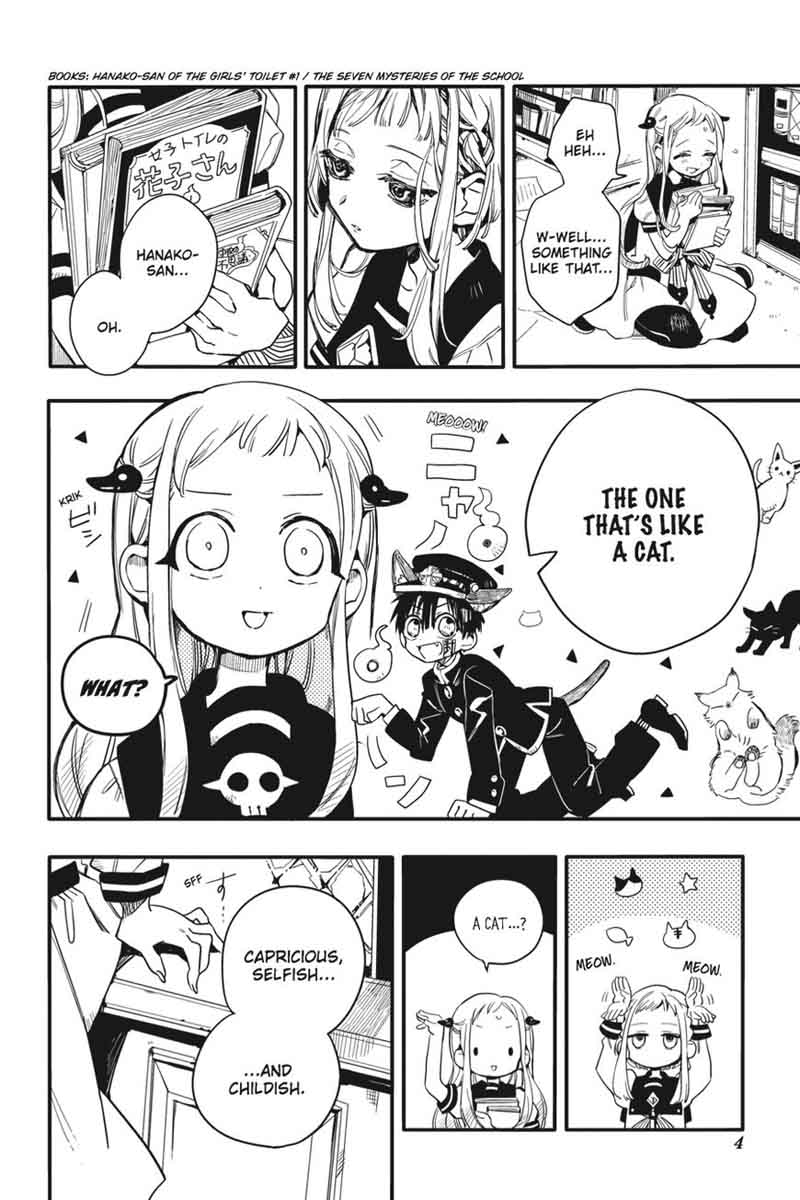 BOOKS: HANAKO-SAN OF THE GIRLS' TOILET #1 / THE SEVEN MYSTERIES OF THE SCHOOL
EH
HEH...
W-WELL...
SOMETHING
LIKE THAT...
女子トイレの
花子さん
HANAKO-
SAN...
OH.
THE ONE
THAT'S LIKE
A CAT.
MEOOOW!
ニャーン
KRIK
ピシ
WHAT?
MEOW.
MEOW.
A CAT...?
SFF
す
CAPRICIOUS,
SELFISH...
...AND
CHILDISH.
4